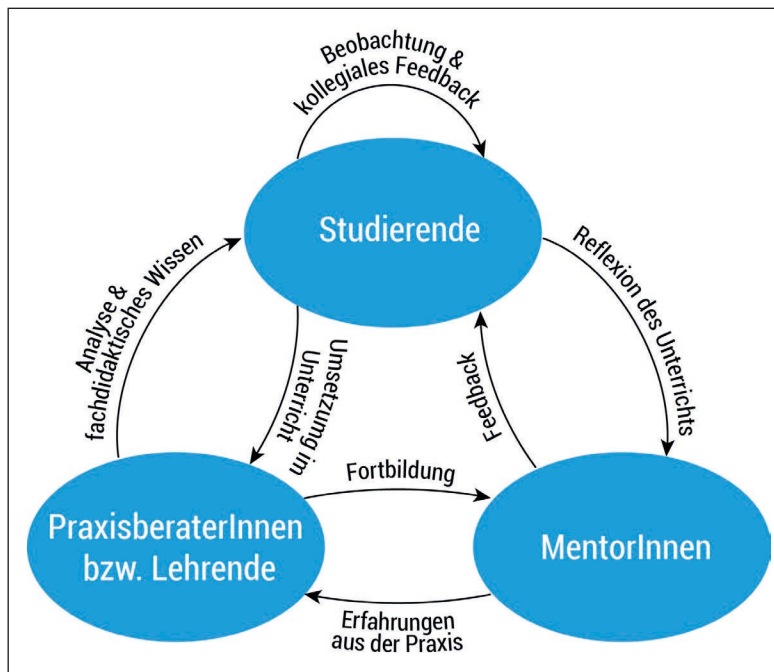 Beobachtung &
kollegiales Feedback
Studierende
Analyse &
fachdidaktisches Wissen
Umsetzung im
Unterricht
Feedback
Reflexion des Unterrichts
Fortbildung
PraxisberaterInnen
bzw. Lehrende
MentorInnen
Erfahrungen
aus der Praxis